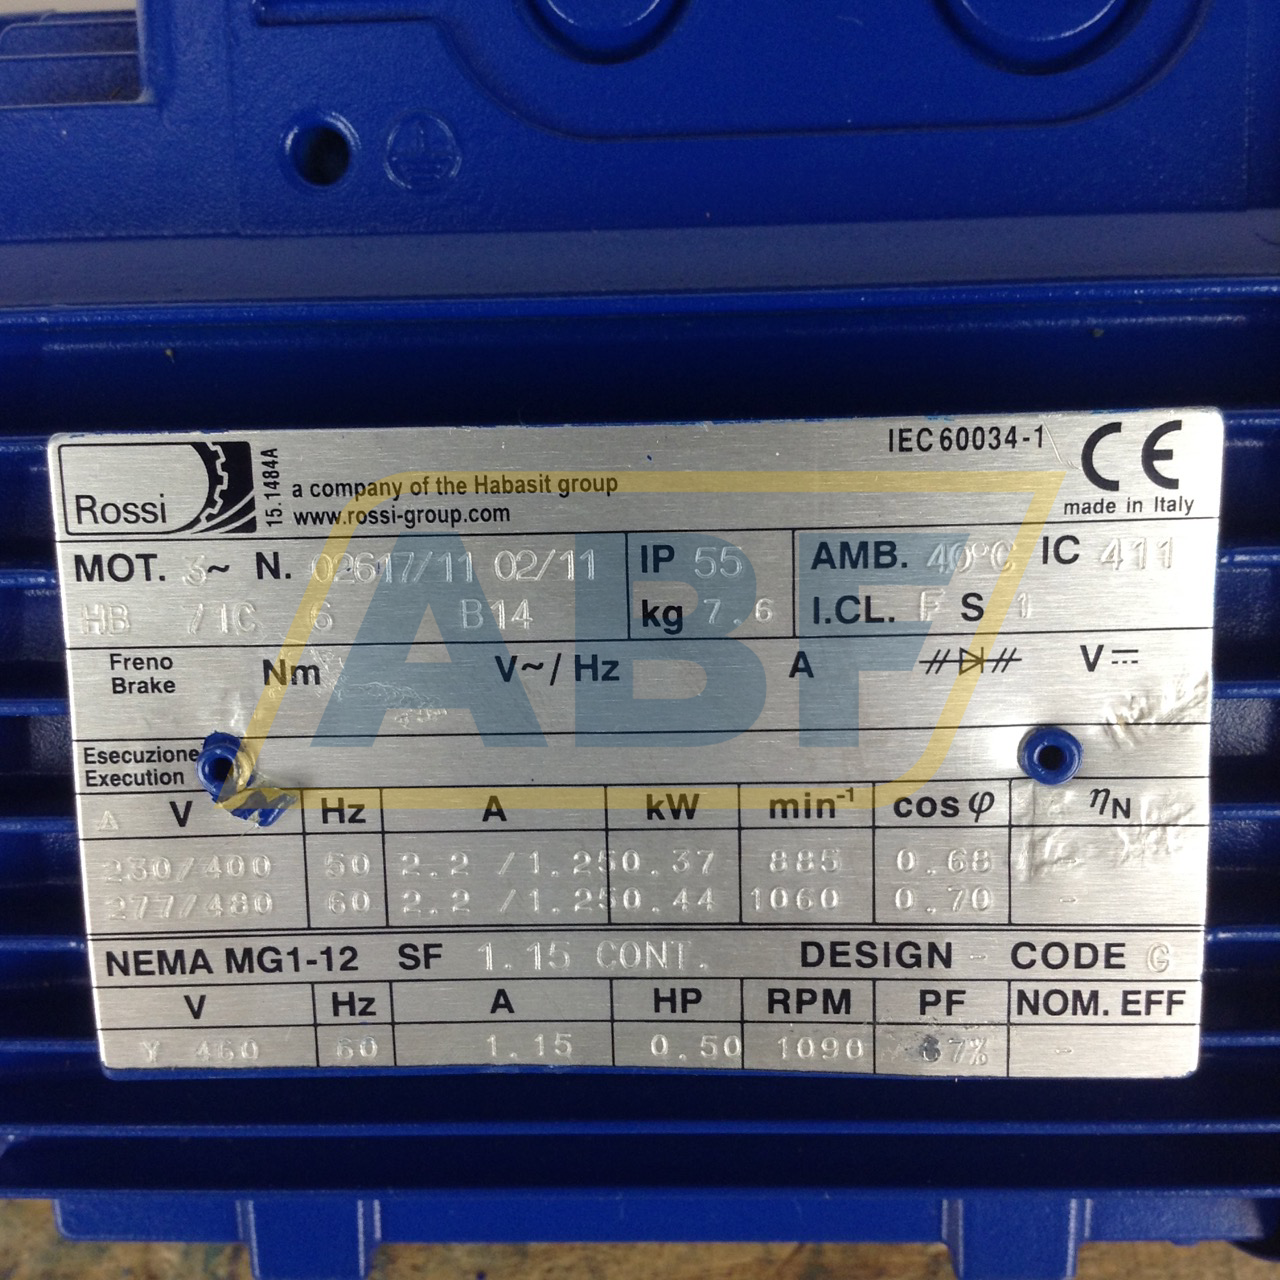 Rossi
15.1484A
a company of the Habasit group
www.rossi-group.com
IEC 60034-1
CE
made in Italy
MOT. 3~ N. 02617/11 02/11 IP 55 AMB. 40°C IC 411
HB /1C 6 B14 kg 7.6 I.CL. F S 1
Freno Nm V~/Hz A V
Brake
Esecuzione
Execution
Δ V Hz A kW min-1 cos φ ηN
230/400 50 2.2 /1.25 0.37 885 0.68 -
277/480 60 2.2 /1.25 0.44 1060 0.70 -
NEMA MG1-12 SF 1.15 CONT. DESIGN - CODE G
V Hz A HP RPM PF NOM. EFF
Y 460 60 1.15 0.50 1090 67% -
ABF